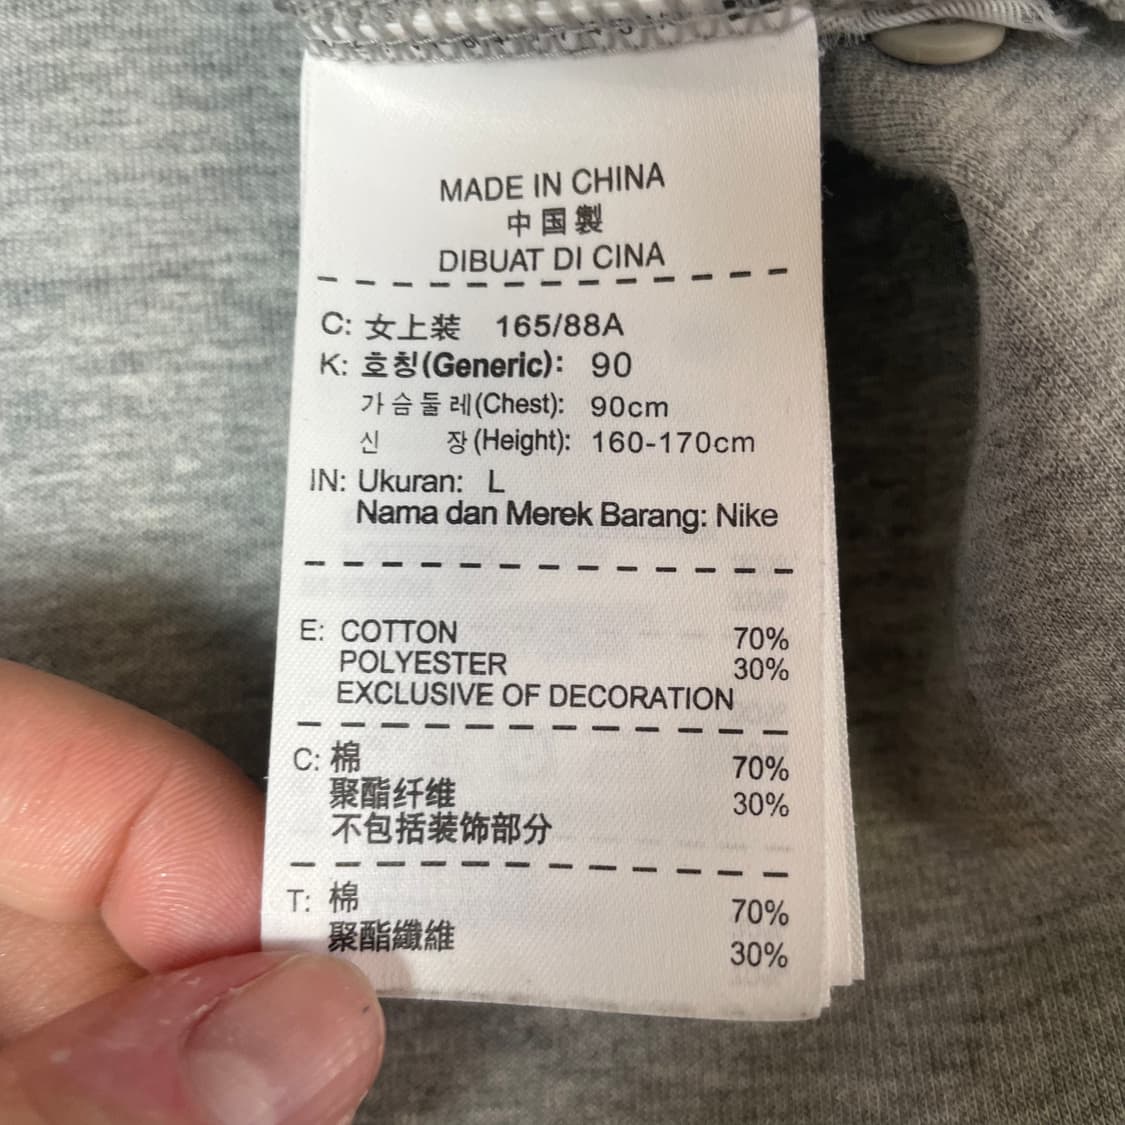 MADE IN CHINA
中国製
DIBUAT DI CINA
C: 女上装 165/88A
K: 호칭(Generic): 90
가슴둘레(Chest): 90cm
신 장(Height): 160-170cm
IN: Ukuran: L
Nama dan Merek Barang: Nike
E: COTTON 70%
POLYESTER 30%
EXCLUSIVE OF DECORATION
C: 棉 70%
聚酯纤维 30%
不包括装饰部分
T: 棉 70%
聚酯纖維 30%